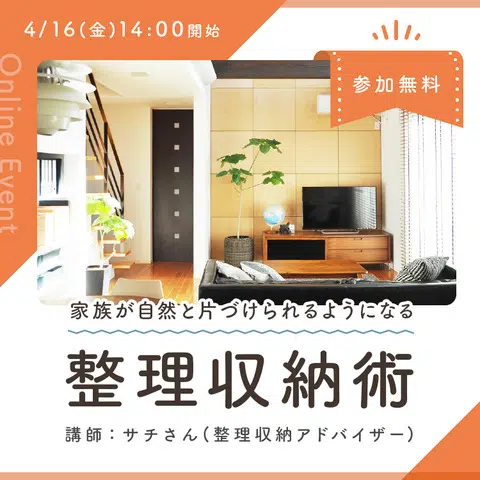 4/16(金)14:00開始
参加無料
Online Event
家族が自然と片づけられるようになる
整理収納術
講師：サチさん(整理収納アドバイザー)